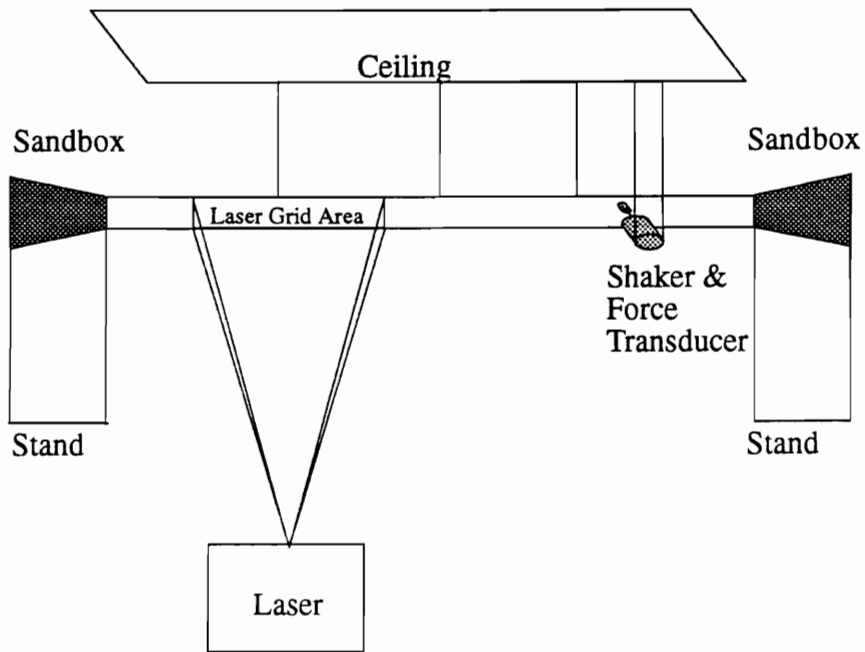 Ceiling
Sandbox
Sandbox
Laser Grid Area
Shaker &
Force
Transducer
Stand
Stand
Laser